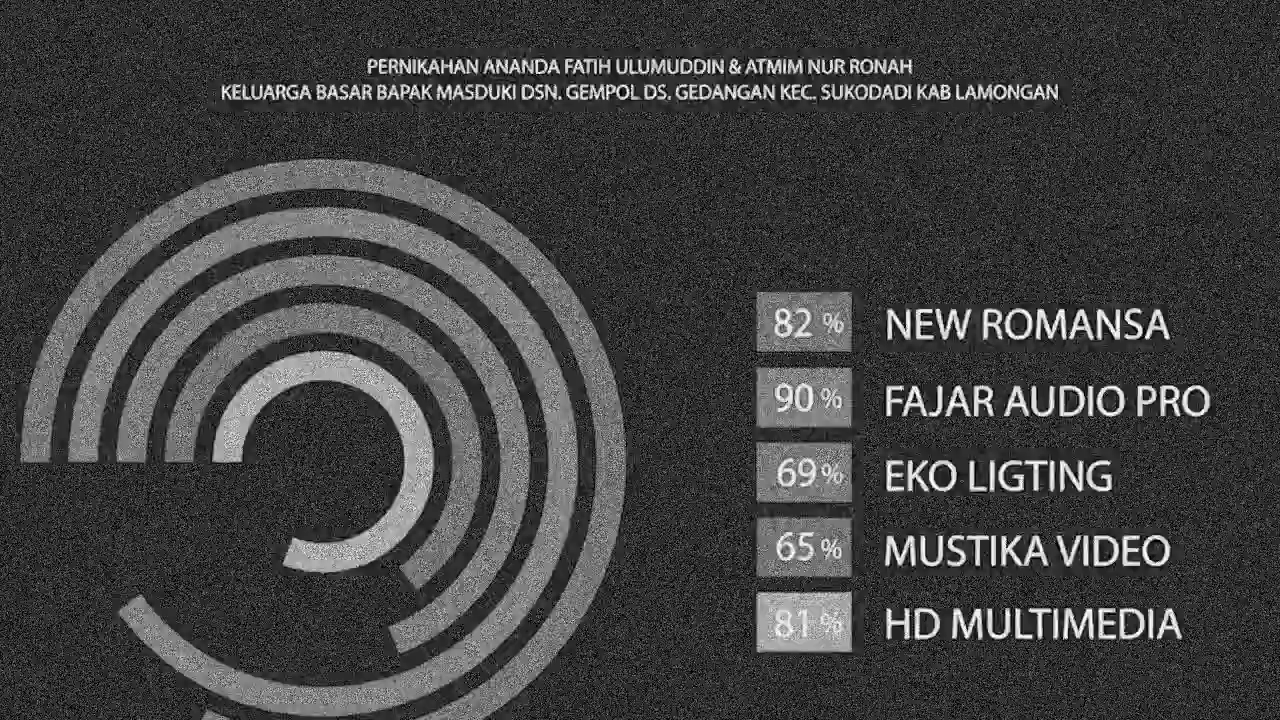 PERNIKAHAN ANANDA FATIH ULUMUDDIN & ATMIM NUR RONAH
KELUARGA BASAR BAPAK MASDUKI DSN. GEMPOL DS. GEDANGAN KEC. SUKODADI KAB LAMONGAN
82 % NEW ROMANSA
90 % FAJAR AUDIO PRO
69 % EKO LIGTING
65 % MUSTIKA VIDEO
81 % HD MULTIMEDIA